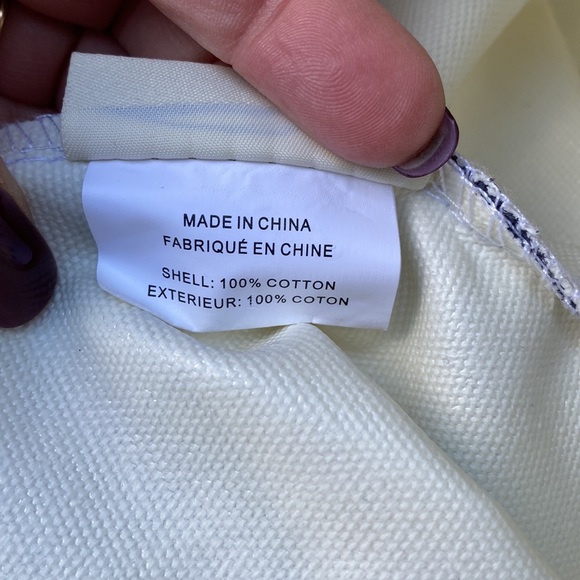 MADE IN CHINA
FABRIQUÉ EN CHINE
SHELL: 100% COTTON
EXTERIEUR: 100% COTON